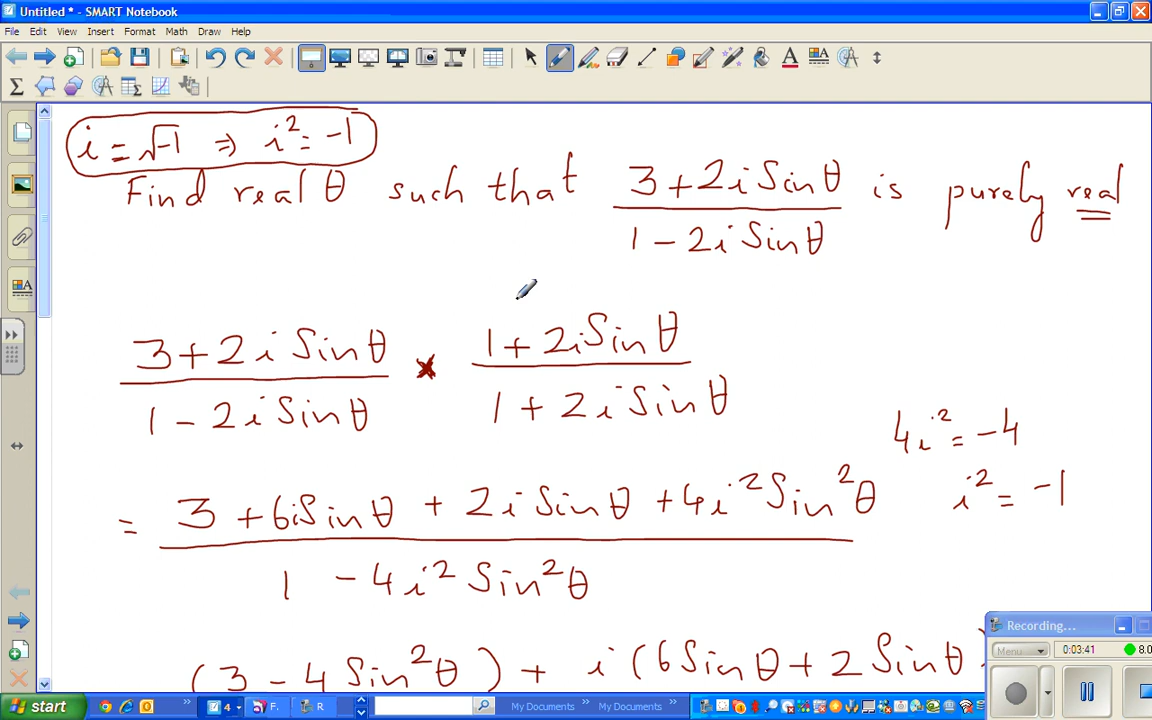 Untitled * - SMART Notebook
File Edit View Insert Format Math Draw Help
i = √-1 ⇒ i² = -1
Find real θ such that (3 + 2i Sinθ)/(1 - 2i Sinθ) is purely real
(3 + 2i Sinθ)/(1 - 2i Sinθ) × (1 + 2i Sinθ)/(1 + 2i Sinθ)
4i² = -4
i² = -1
= (3 + 6i Sinθ + 2i Sinθ + 4i² Sin²θ)/(1 - 4i² Sin²θ)
(3 - 4 Sin²θ) + i(6 Sinθ + 2 Sinθ)
Recording...
Menu 03:41 8.0
start 4 F. R My Documents My Documents